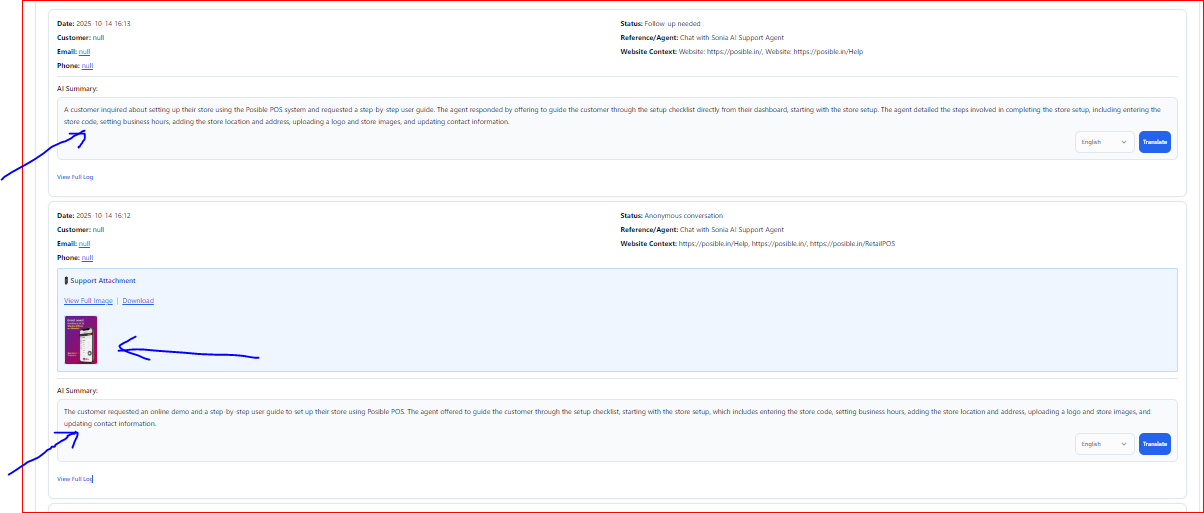 Date: 2025-10-14 16:13
Status: Follow-up needed
Customer: null
Reference/Agent: Chat with Sonia AI Support Agent
Email: null
Website Context: Website: https://posible.in/, Website: https://posible.in/Help
Phone: null
AI Summary:
A customer inquired about setting up their store using the Posible POS system and requested a step-by-step user guide. The agent responded by offering to guide the customer through the setup checklist directly from their dashboard, starting with the store setup. The agent detailed the steps involved in completing the store setup, including entering the
store code, setting business hours, adding the store location and address, uploading a logo and store images, and updating contact information.
English
Translate
View Full Log
Date: 2025-10-14 16:12
Status: Anonymous conversation
Customer: null
Reference/Agent: Chat with Sonia AI Support Agent
Email: null
Website Context: https://posible.in/Help, https://posible.in/, https://posible.in/RetailPOS
Phone: null
Support Attachment
View Full Image | Download
AI Summary:
The customer requested an online demo and a step-by-step user guide to set up their store using Posible POS. The agent offered to guide the customer through the setup checklist, starting with the store setup, which includes entering the store code, setting business hours, adding the store location and address, uploading a logo and store images, and
updating contact information.
English
Translate
View Full Log